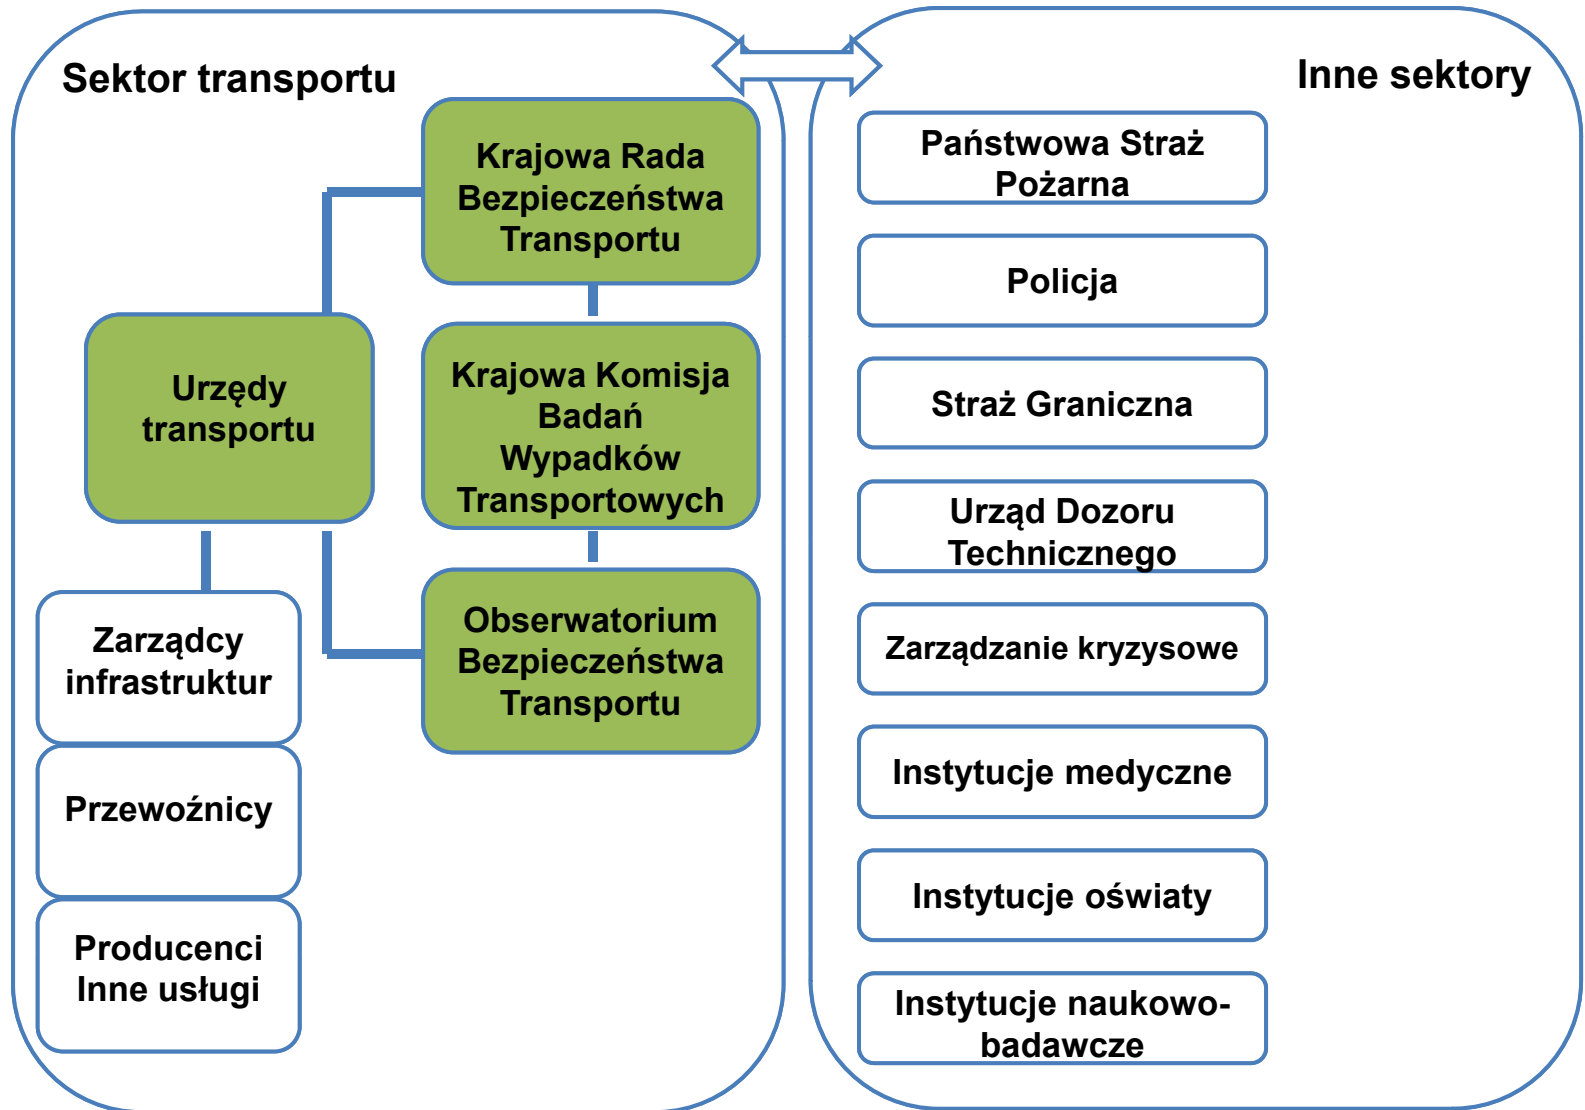 Sektor transportu
Krajowa Rada
Bezpieczeństwa
Transportu
Urzędy
transportu
Krajowa Komisja
Badań
Wypadków
Transportowych
Obserwatorium
Bezpieczeństwa
Transportu
Zarządcy
infrastruktur
Przewoźnicy
Producenci
Inne usługi
Inne sektory
Państwowa Straż
Pożarna
Policja
Straż Graniczna
Urząd Dozoru
Technicznego
Zarządzanie kryzysowe
Instytucje medyczne
Instytucje oświaty
Instytucje naukowo-
badawcze